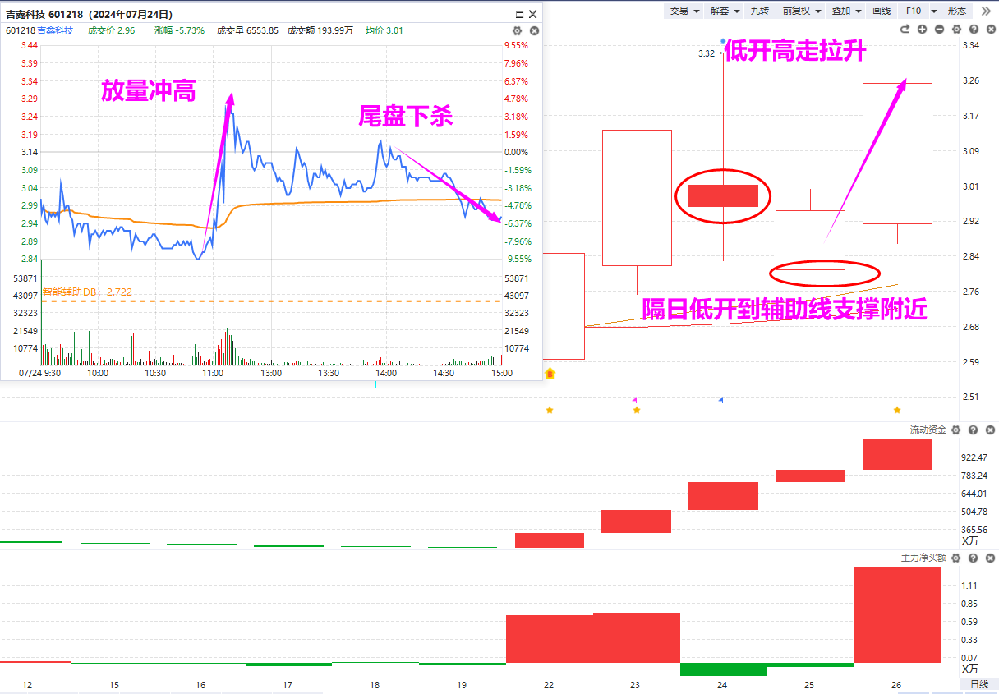 吉鑫科技 601218（2024年07月24日）
601218 吉鑫科技 成交价 2.96 涨幅 -5.73% 成交量 6553.85 成交额 193.99万 均价 3.01
交易 解套 九转 前复权 叠加 画线 F10 形态
3.44 9.55%
3.39 7.96%
3.34 6.37%
3.29 4.78%
3.24 3.18%
3.19 1.59%
3.14 0.00%
3.09 -1.59%
3.04 -3.18%
2.99 -4.78%
2.94 -6.37%
2.89 -7.96%
2.84 -9.55%
放量冲高
尾盘下杀
53871 53871
智能辅助DB：2.722
43097 43097
32323 32323
21549 21549
10774 10774
07/24 9:30 10:00 10:30 11:00 13:00 13:30 14:00 14:30 15:00
3.32
低开高走拉升
隔日低开到辅助线支撑附近
3.34
3.26
3.17
3.09
3.01
2.92
2.84
2.76
2.68
2.59
2.51
B
流动资金
922.47
783.24
644.01
504.78
365.56
X万
主力净买额
1.11
0.85
0.59
0.33
0.07
X万
12 15 16 17 18 19 22 23 24 25 26 日线